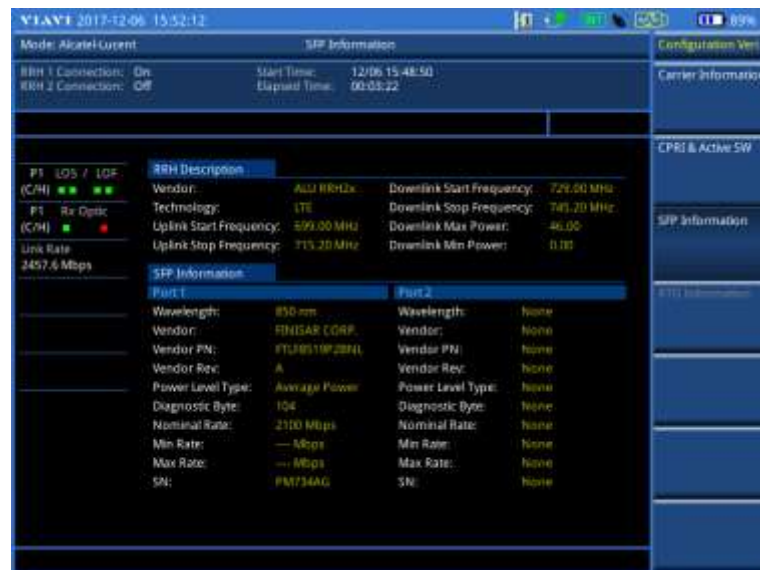 VIAVI 2017-12-06 15:52:12 89%
Mode: Alcatel-Lucent SFP Information
RRH 1 Connection: On Start Time: 12/06 15:48:50
RRH 2 Connection: Off Elapsed Time: 00:03:22
P1 LOS / LOF
(C/H)
P1 Rx Optic
(C/H)
Link Rate
2457.6 Mbps
RRH Description
Vendor: ALU RRH2x Downlink Start Frequency: 729.00 MHz
Technology: LTE Downlink Stop Frequency: 745.20 MHz
Uplink Start Frequency: 699.00 MHz Downlink Max Power: 46.00
Uplink Stop Frequency: 715.20 MHz Downlink Min Power: 0.00
SFP Information
Port 1 Port 2
Wavelength: 850 nm Wavelength: None
Vendor: FINISAR CORP. Vendor: None
Vendor PN: Vendor PN: None
Vendor Rev: A Vendor Rev: None
Power Level Type: Average Power Power Level Type: None
Diagnostic Byte: 104 Diagnostic Byte: None
Nominal Rate: 2100 Mbps Nominal Rate: None
Min Rate: --- Mbps Min Rate: None
Max Rate: --- Mbps Max Rate: None
SN: PM734AG SN: None
Configuration Veri
Carrier Informatio
CPRI & Active SW
SFP Information